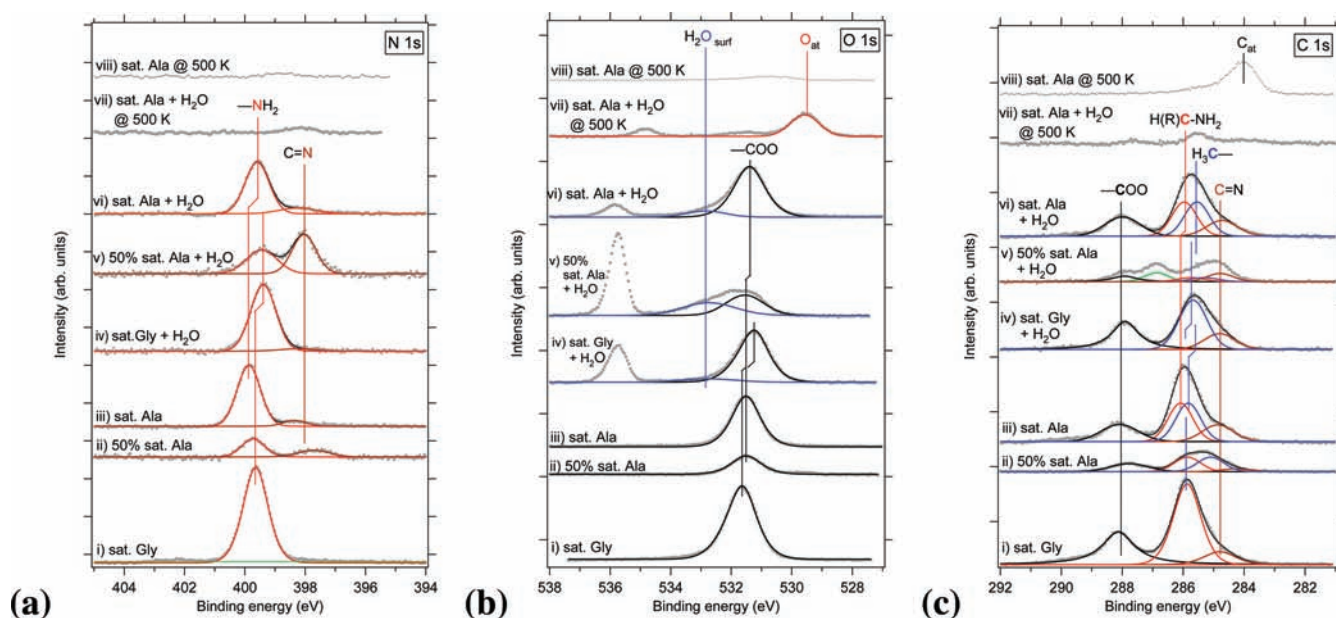 N 1s
viii) sat. Ala @ 500 K
vii) sat. Ala + H2O
@ 500 K
—NH2
C=N
vi) sat. Ala + H2O
v) 50% sat. Ala + H2O
iv) sat.Gly + H2O
iii) sat. Ala
ii) 50% sat. Ala
i) sat. Gly
Intensity (arb. units)
404 402 400 398 396 394
Binding energy (eV)
(a)
O 1s
H2O surf
Oat
viii) sat. Ala @ 500 K
vii) sat. Ala + H2O
@ 500 K
—COO
vi) sat. Ala + H2O
v) 50%
sat. Ala
+ H2O
iv) sat. Gly
+ H2O
iii) sat. Ala
ii) 50% sat. Ala
i) sat. Gly
Intensity (arb. units)
538 536 534 532 530 528
Binding energy (eV)
(b)
C 1s
Cat
viii) sat. Ala @ 500 K
vii) sat. Ala + H2O
@ 500 K
H(R)C-NH2
H3C—
—COO
C=N
vi) sat. Ala
+ H2O
v) 50% sat. Ala
+ H2O
iv) sat. Gly
+ H2O
iii) sat. Ala
ii) 50% sat. Ala
i) sat. Gly
Intensity (arb. units)
292 290 288 286 284 282
Binding energy (eV)
(c)